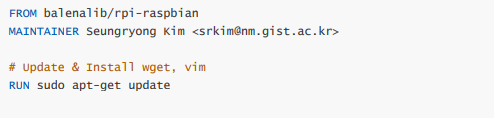 FROM balenalib/rpi-raspbian
MAINTAINER Seungryong Kim <srkim@nm.gist.ac.kr>
# Update & Install wget, vim
RUN sudo apt-get update